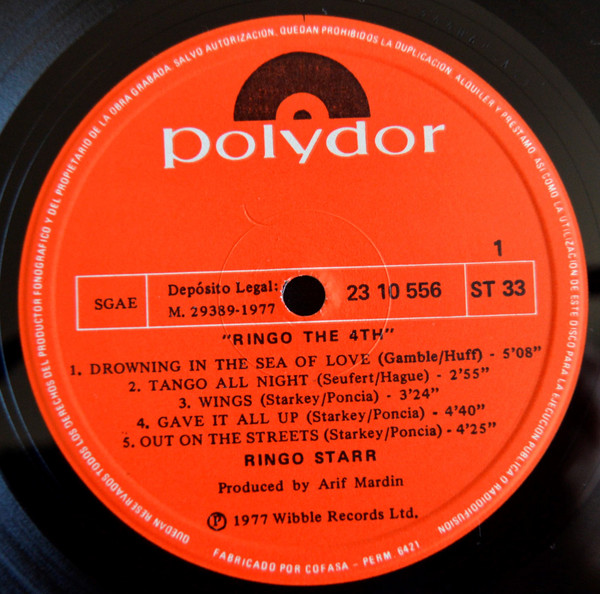 QUEDAN RESERVADOS TODOS LOS DERECHOS DEL PRODUCTOR FONOGRAFICO Y DEL PROPIETARIO DE LA OBRA GRABADA. SALVO AUTORIZACION. QUEDAN PROHIBIDOS LA DUPLICACION, ALQUILER Y PRESTAMO, ASI COMO LA UTILIZACION DE ESTE DISCO PARA LA EJECUCION PUBLICA O RADIODIFUSION
polydor
1
SGAE
Depósito Legal:
M. 29389-1977
23 10 556
ST 33
"RINGO THE 4TH"
1. DROWNING IN THE SEA OF LOVE (Gamble/Huff) - 5'08"
2. TANGO ALL NIGHT (Seufert/Hague) - 2'55"
3. WINGS (Starkey/Poncia) - 3'24"
4. GAVE IT ALL UP (Starkey/Poncia) - 4'40"
5. OUT ON THE STREETS (Starkey/Poncia) - 4'25"
RINGO STARR
Produced by Arif Mardin
Ⓟ 1977 Wibble Records Ltd.
FABRICADO POR COFASA - PERM 6421